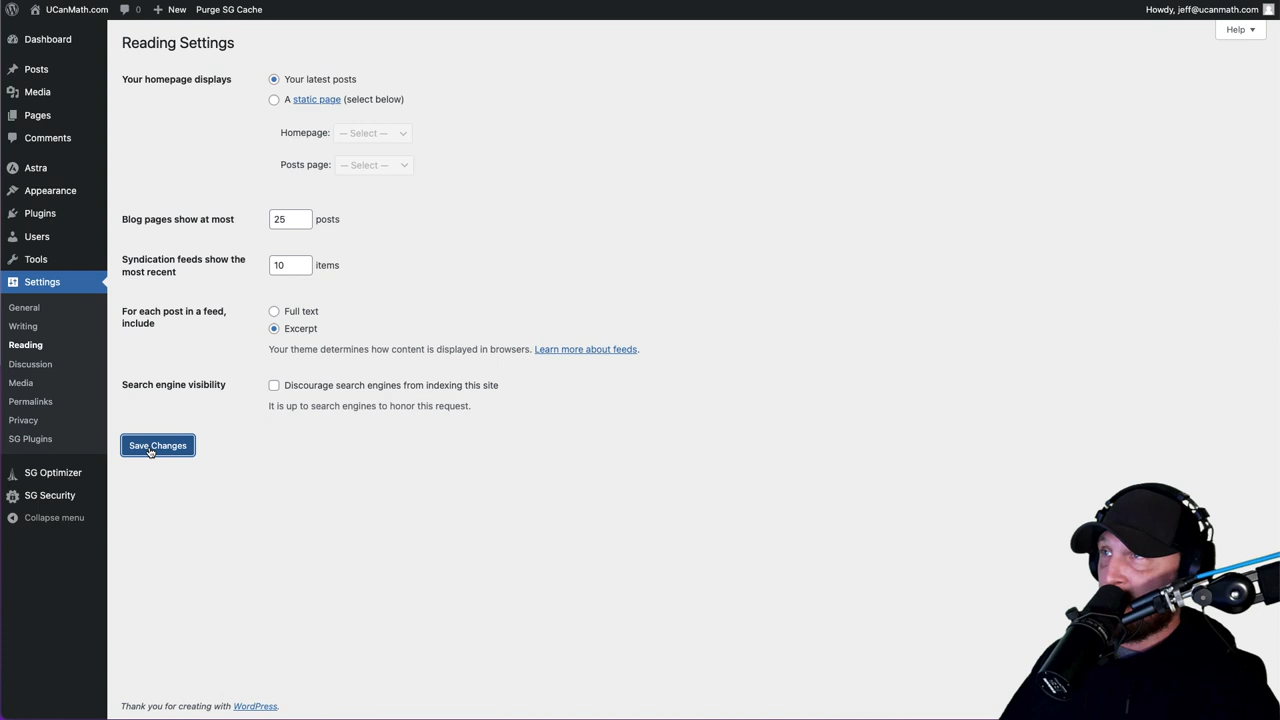 UCanMath.com 0 New Purge SG Cache Howdy, jeff@ucanmath.com
Help
Dashboard
Posts
Media
Pages
Comments
Astra
Appearance
Plugins
Users
Tools
Settings
General
Writing
Reading
Discussion
Media
Permalinks
Privacy
SG Plugins
SG Optimizer
SG Security
Collapse menu
Reading Settings
Your homepage displays
Your latest posts
A static page (select below)
Homepage: — Select —
Posts page: — Select —
Blog pages show at most 25 posts
Syndication feeds show the
most recent
10 items
For each post in a feed,
include
Full text
Excerpt
Your theme determines how content is displayed in browsers. Learn more about feeds.
Search engine visibility
Discourage search engines from indexing this site
It is up to search engines to honor this request.
Save Changes
Thank you for creating with WordPress.